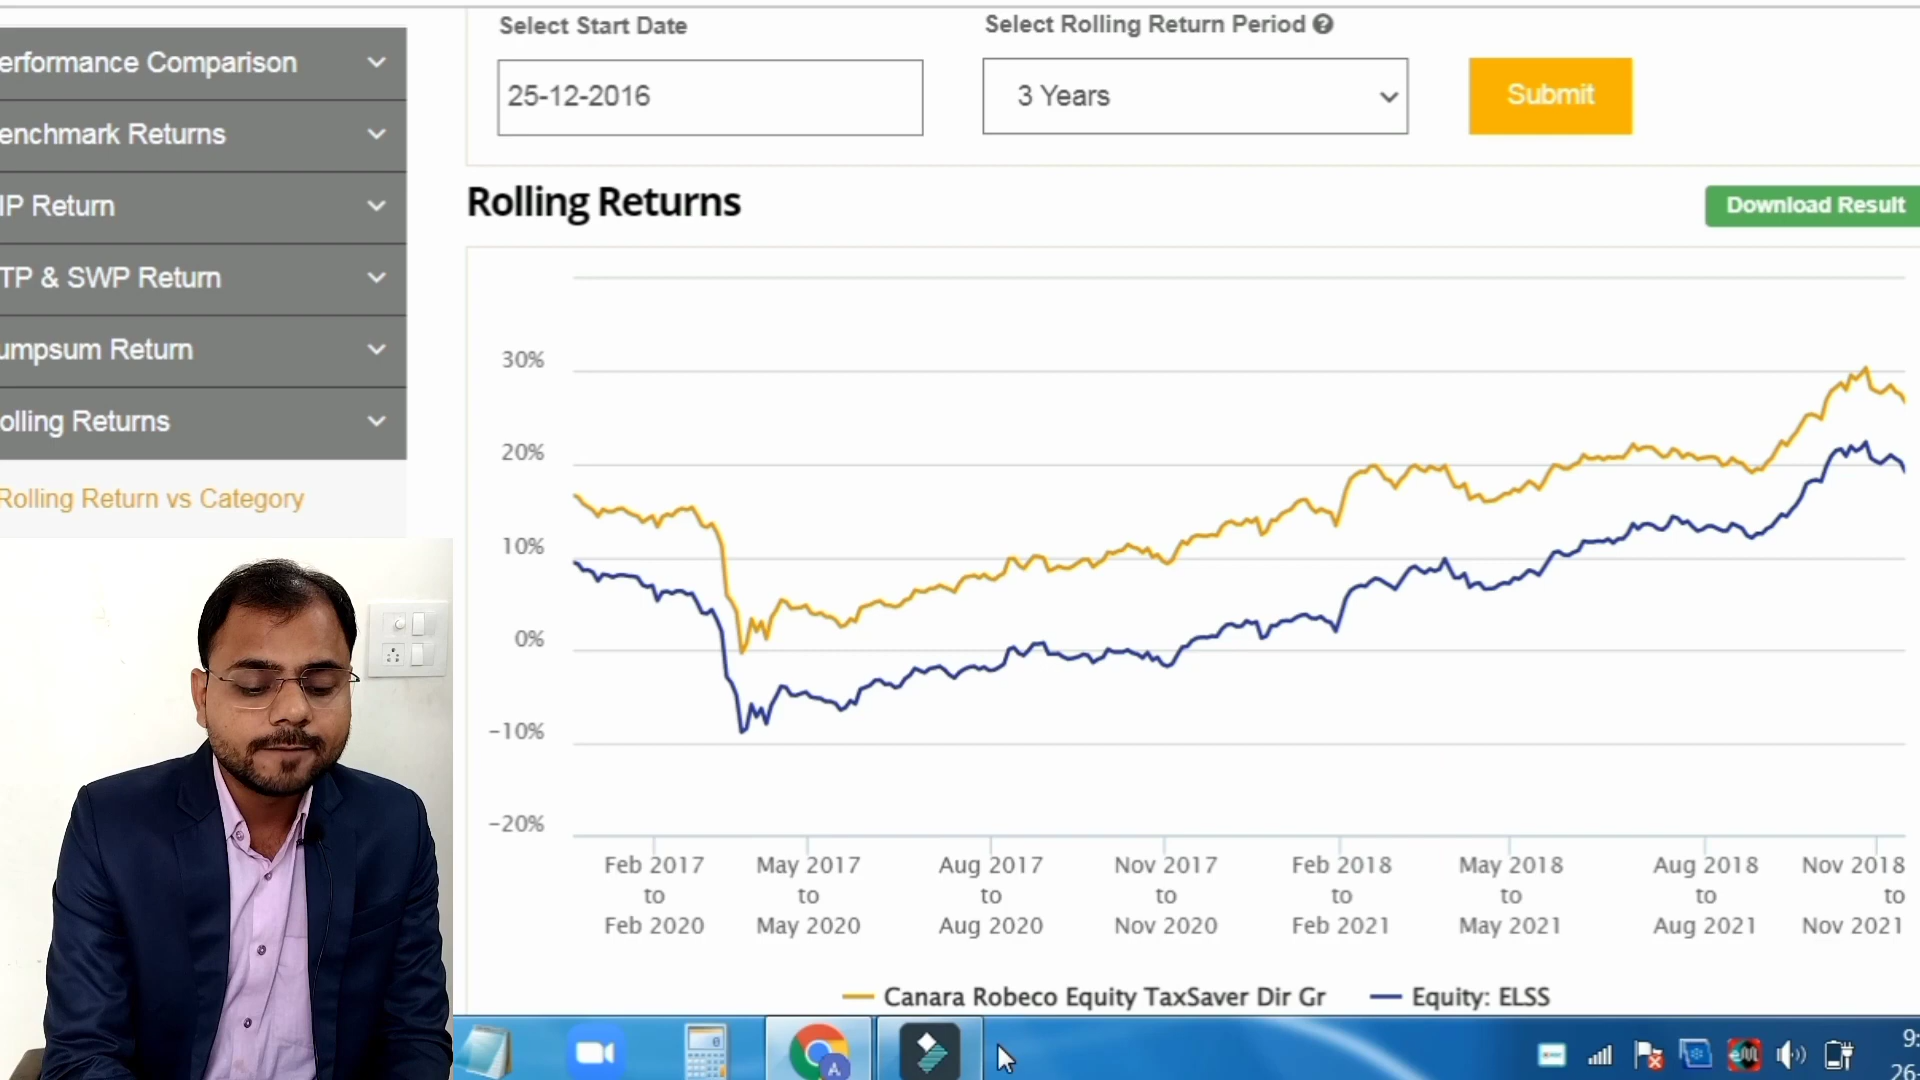 Select Start Date
Select Rolling Return Period
25-12-2016
3 Years
Submit
erformance Comparison
enchmark Returns
IP Return
TP & SWP Return
umpsum Return
olling Returns
Rolling Return vs Category
Rolling Returns
Download Result
30%
20%
10%
0%
-10%
-20%
Feb 2017 to Feb 2020
May 2017 to May 2020
Aug 2017 to Aug 2020
Nov 2017 to Nov 2020
Feb 2018 to Feb 2021
May 2018 to May 2021
Aug 2018 to Aug 2021
Nov 2018 to Nov 2021
Canara Robeco Equity TaxSaver Dir Gr
Equity: ELSS
9:
26-